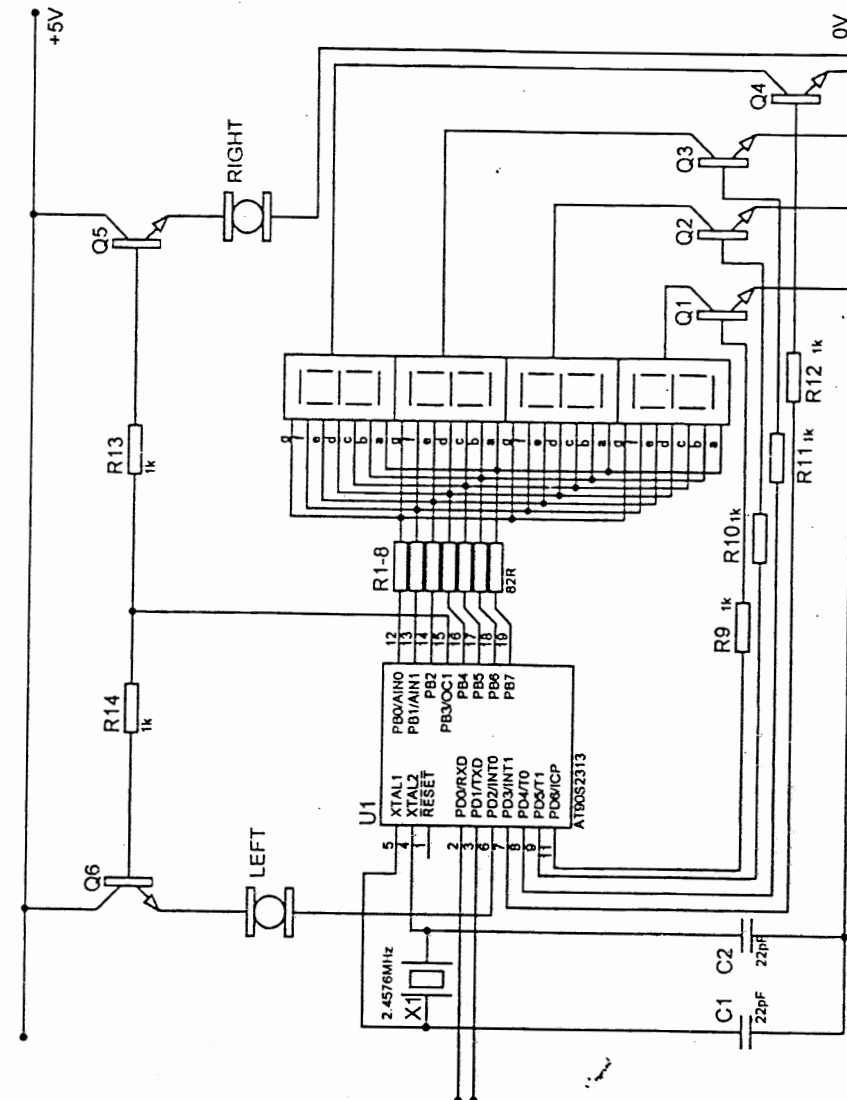 +5V
0V
Q5
RIGHT
Q4
Q3
Q2
Q1
R13
1k
g
f
e
d
c
b
a
g
f
e
d
c
b
a
g
f
e
d
c
b
a
g
f
e
d
c
b
a
R12 1k
R11 1k
R10 1k
R9 1k
R1-8
82R
R14
1k
12
13
14
15
16
17
18
19
PB0/AIN0
PB1/AIN1
PB2
PB3/OC1
PB4
PB5
PB6
PB7
U1
XTAL1
XTAL2
RESET
PD0/RXD
PD1/TXD
PD2/INT0
PD3/INT1
PD4/T0
PD5/T1
PD6/ICP
AT90S2313
5
4
1
2
3
6
7
8
9
11
Q6
LEFT
2.4576MHz
X1
C2
22pF
C1
22pF